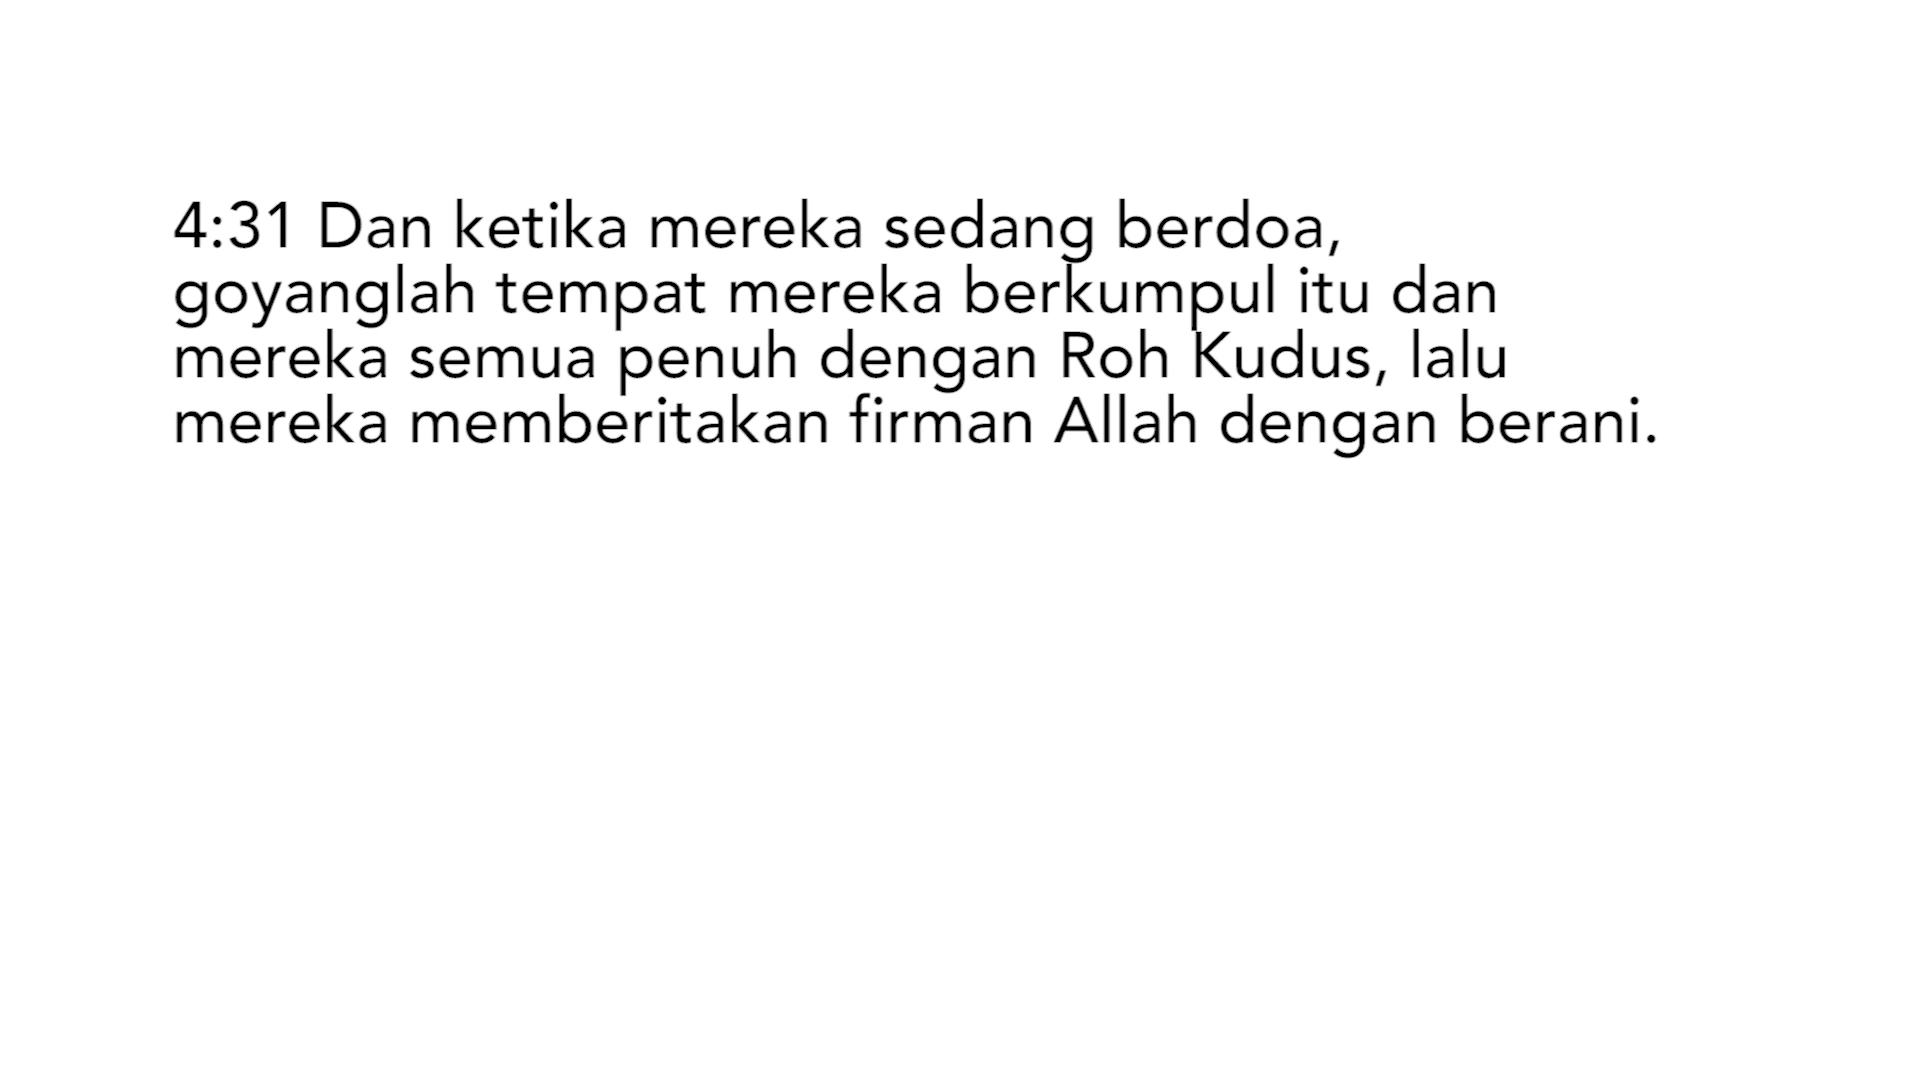 4:31 Dan ketika mereka sedang berdoa,
goyanglah tempat mereka berkumpul itu dan
mereka semua penuh dengan Roh Kudus, lalu
mereka memberitakan firman Allah dengan berani.